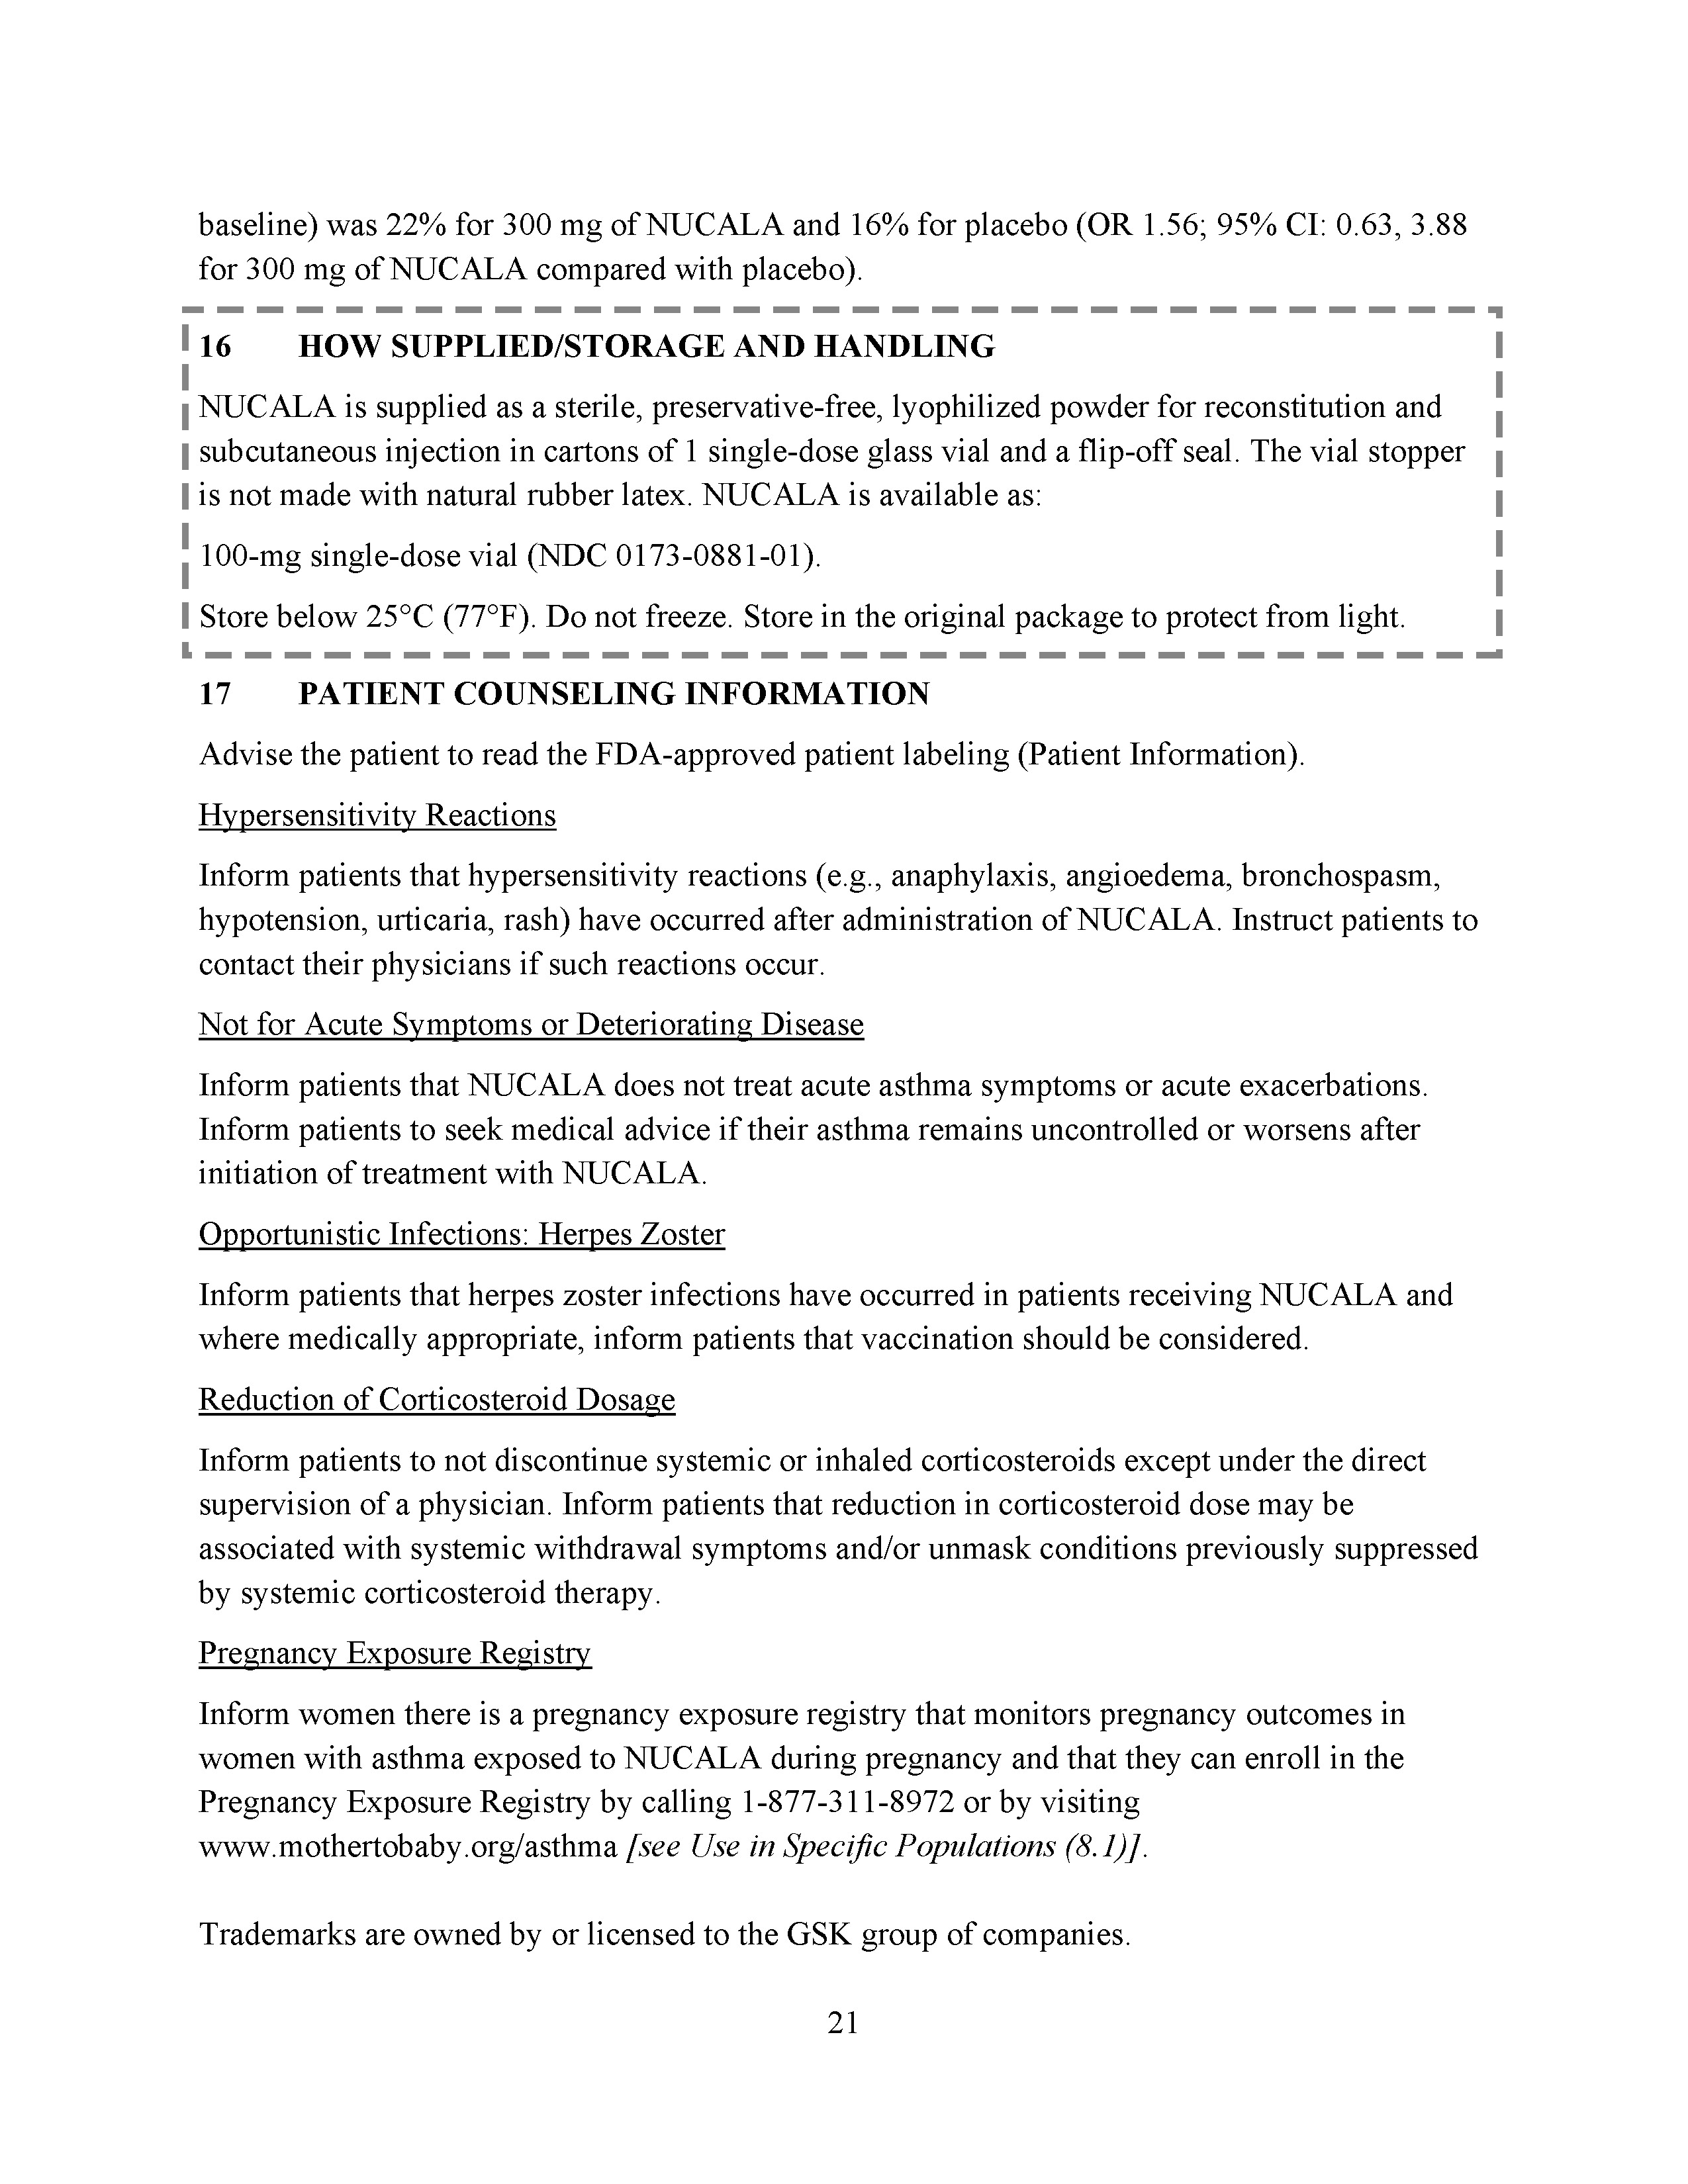 baseline) was 22% for 300 mg of NUCALA and 16% for placebo (OR 1.56; 95% CI: 0.63, 3.88
for 300 mg of NUCALA compared with placebo).
16 HOW SUPPLIED/STORAGE AND HANDLING
NUCALA is supplied as a sterile, preservative-free, lyophilized powder for reconstitution and
subcutaneous injection in cartons of 1 single-dose glass vial and a flip-off seal. The vial stopper
is not made with natural rubber latex. NUCALA is available as:
100-mg single-dose vial (NDC 0173-0881-01).
Store below 25°C (77°F). Do not freeze. Store in the original package to protect from light.
17 PATIENT COUNSELING INFORMATION
Advise the patient to read the FDA-approved patient labeling (Patient Information).
Hypersensitivity Reactions
Inform patients that hypersensitivity reactions (e.g., anaphylaxis, angioedema, bronchospasm,
hypotension, urticaria, rash) have occurred after administration of NUCALA. Instruct patients to
contact their physicians if such reactions occur.
Not for Acute Symptoms or Deteriorating Disease
Inform patients that NUCALA does not treat acute asthma symptoms or acute exacerbations.
Inform patients to seek medical advice if their asthma remains uncontrolled or worsens after
initiation of treatment with NUCALA.
Opportunistic Infections: Herpes Zoster
Inform patients that herpes zoster infections have occurred in patients receiving NUCALA and
where medically appropriate, inform patients that vaccination should be considered.
Reduction of Corticosteroid Dosage
Inform patients to not discontinue systemic or inhaled corticosteroids except under the direct
supervision of a physician. Inform patients that reduction in corticosteroid dose may be
associated with systemic withdrawal symptoms and/or unmask conditions previously suppressed
by systemic corticosteroid therapy.
Pregnancy Exposure Registry
Inform women there is a pregnancy exposure registry that monitors pregnancy outcomes in
women with asthma exposed to NUCALA during pregnancy and that they can enroll in the
Pregnancy Exposure Registry by calling 1-877-311-8972 or by visiting
www.mothertobaby.org/asthma [see Use in Specific Populations (8.1)].
Trademarks are owned by or licensed to the GSK group of companies.
21